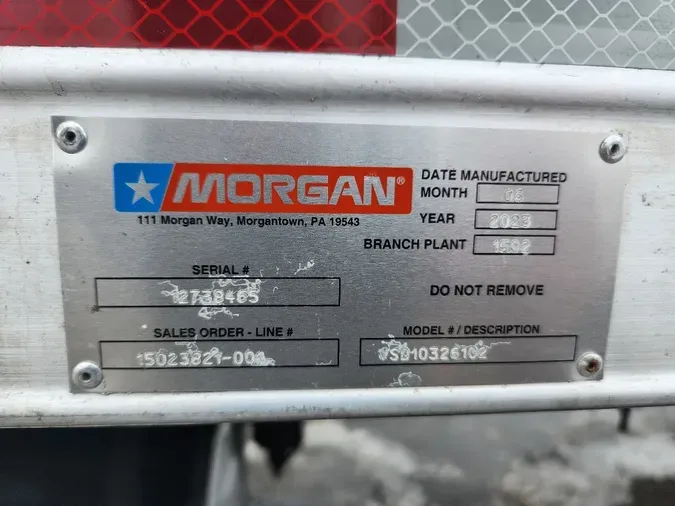 MORGAN®
111 Morgan Way, Morgantown, PA 19543
DATE MANUFACTURED
MONTH
YEAR 2023
BRANCH PLANT 1502
SERIAL #
12738465
DO NOT REMOVE
SALES ORDER - LINE #
MODEL # / DESCRIPTION